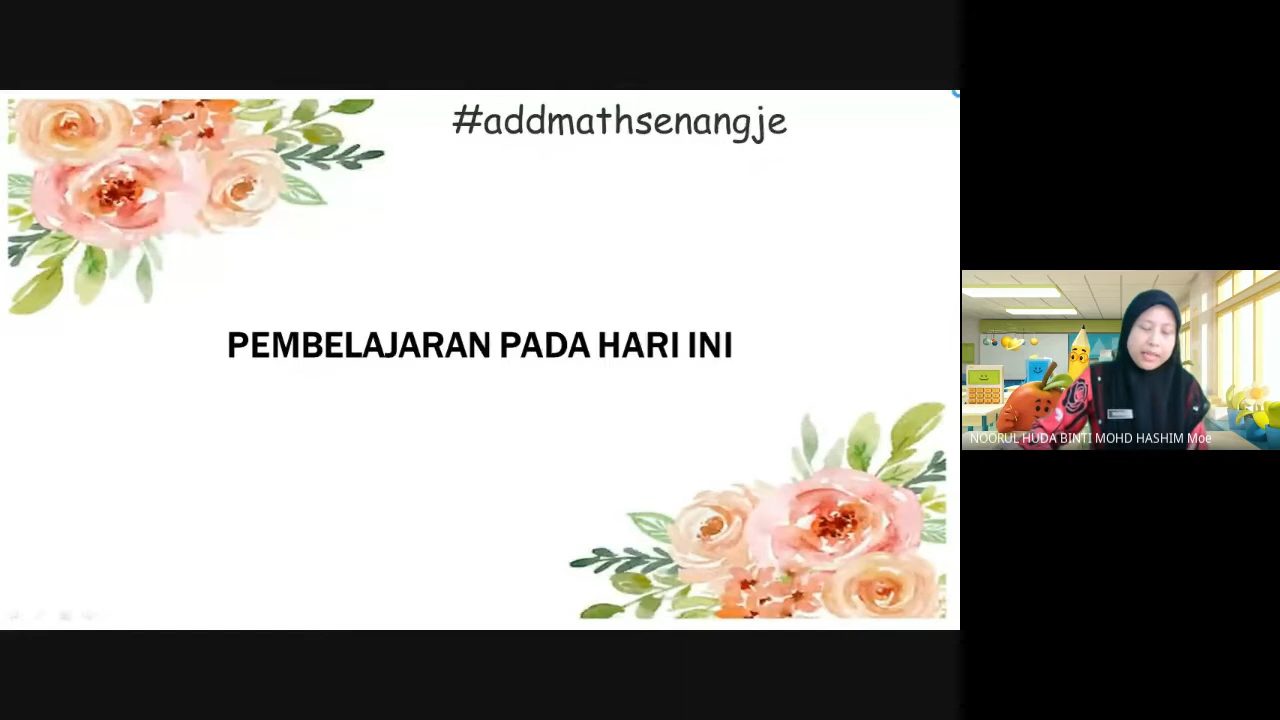 #addmathsenangje
PEMBELAJARAN PADA HARI INI
NOORUL HUDA BINTI MOHD HASHIM Moe